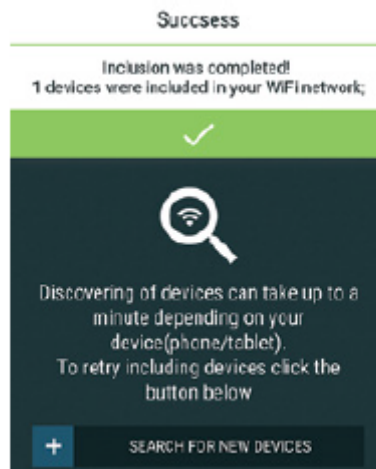 Succsess
Inclusion was completed!
1 devices were included in your WiFi network;
Discovering of devices can take up to a
minute depending on your
device(phone/tablet).
To retry including devices click the
button below
+ SEARCH FOR NEW DEVICES